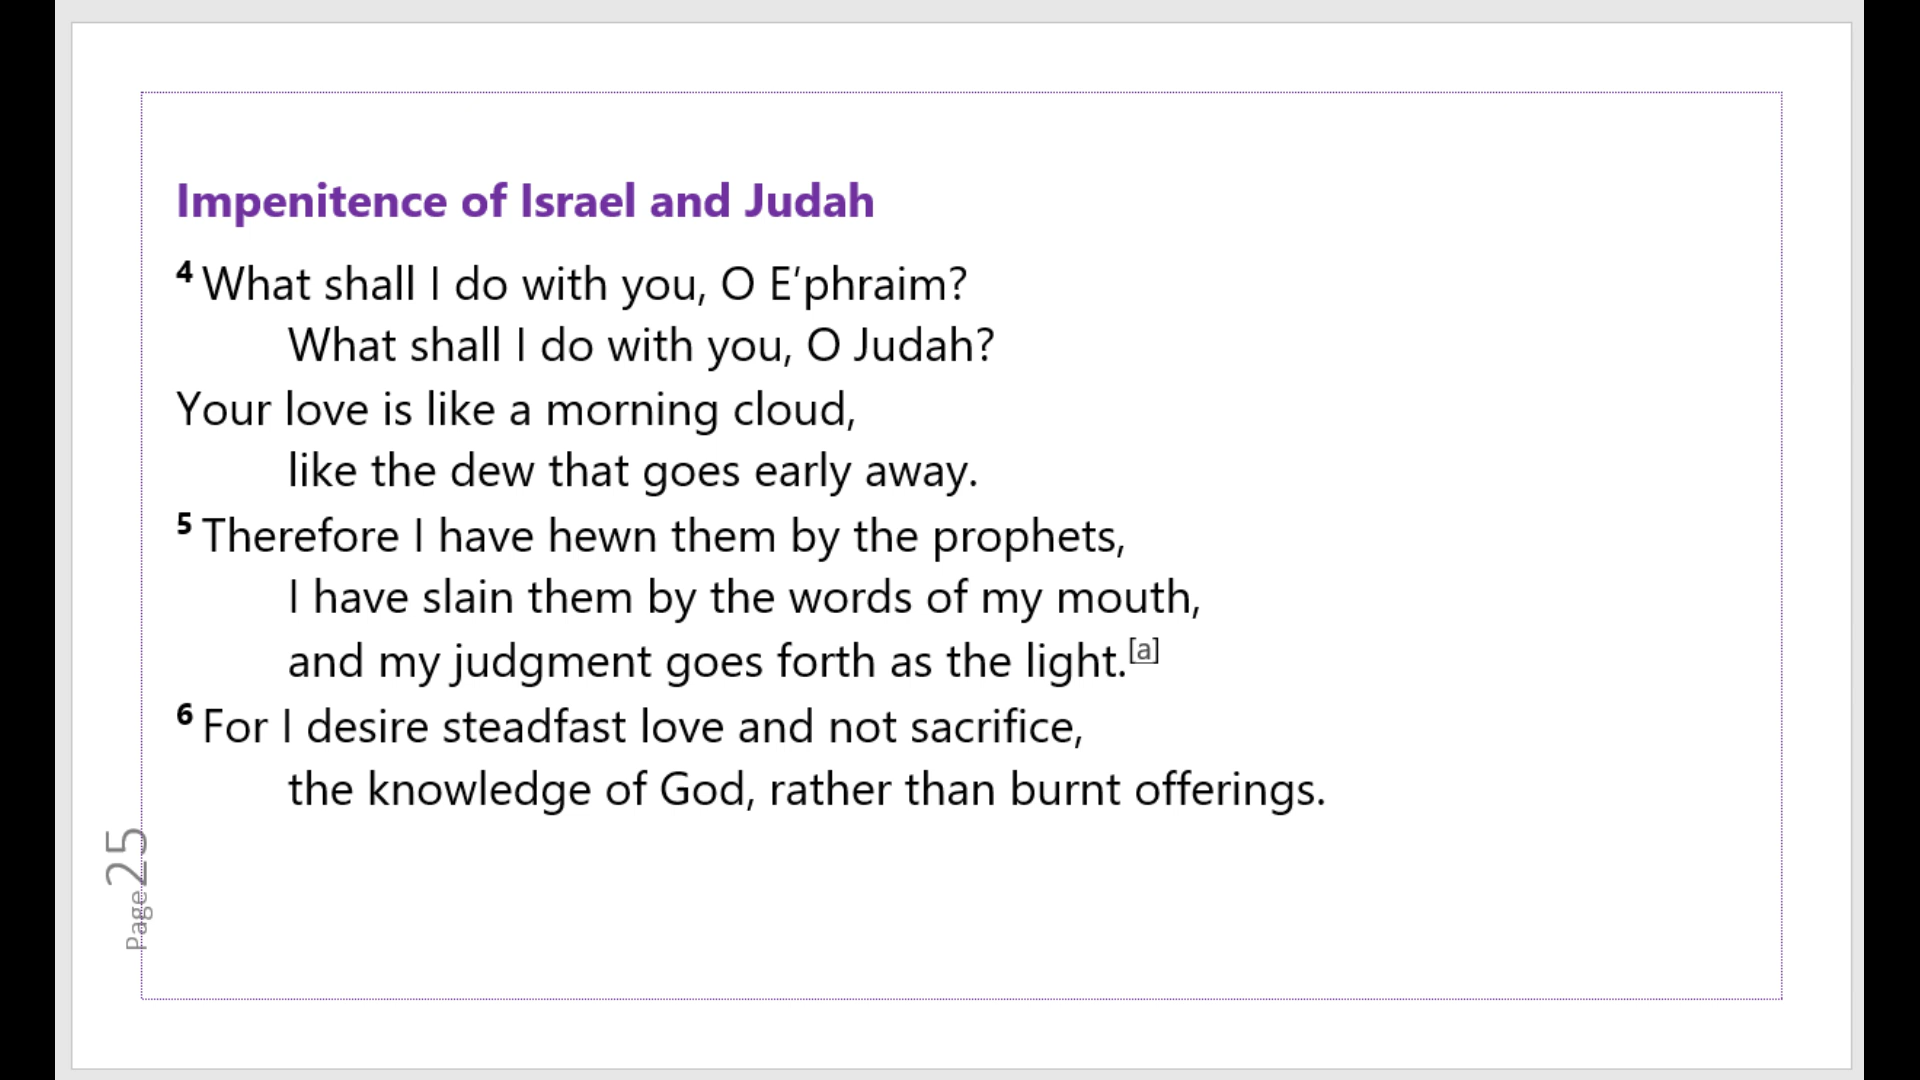 Impenitence of Israel and Judah
4 What shall I do with you, O E′phraim?
What shall I do with you, O Judah?
Your love is like a morning cloud,
like the dew that goes early away.
5 Therefore I have hewn them by the prophets,
I have slain them by the words of my mouth,
and my judgment goes forth as the light.[a]
6 For I desire steadfast love and not sacrifice,
the knowledge of God, rather than burnt offerings.
Page 25